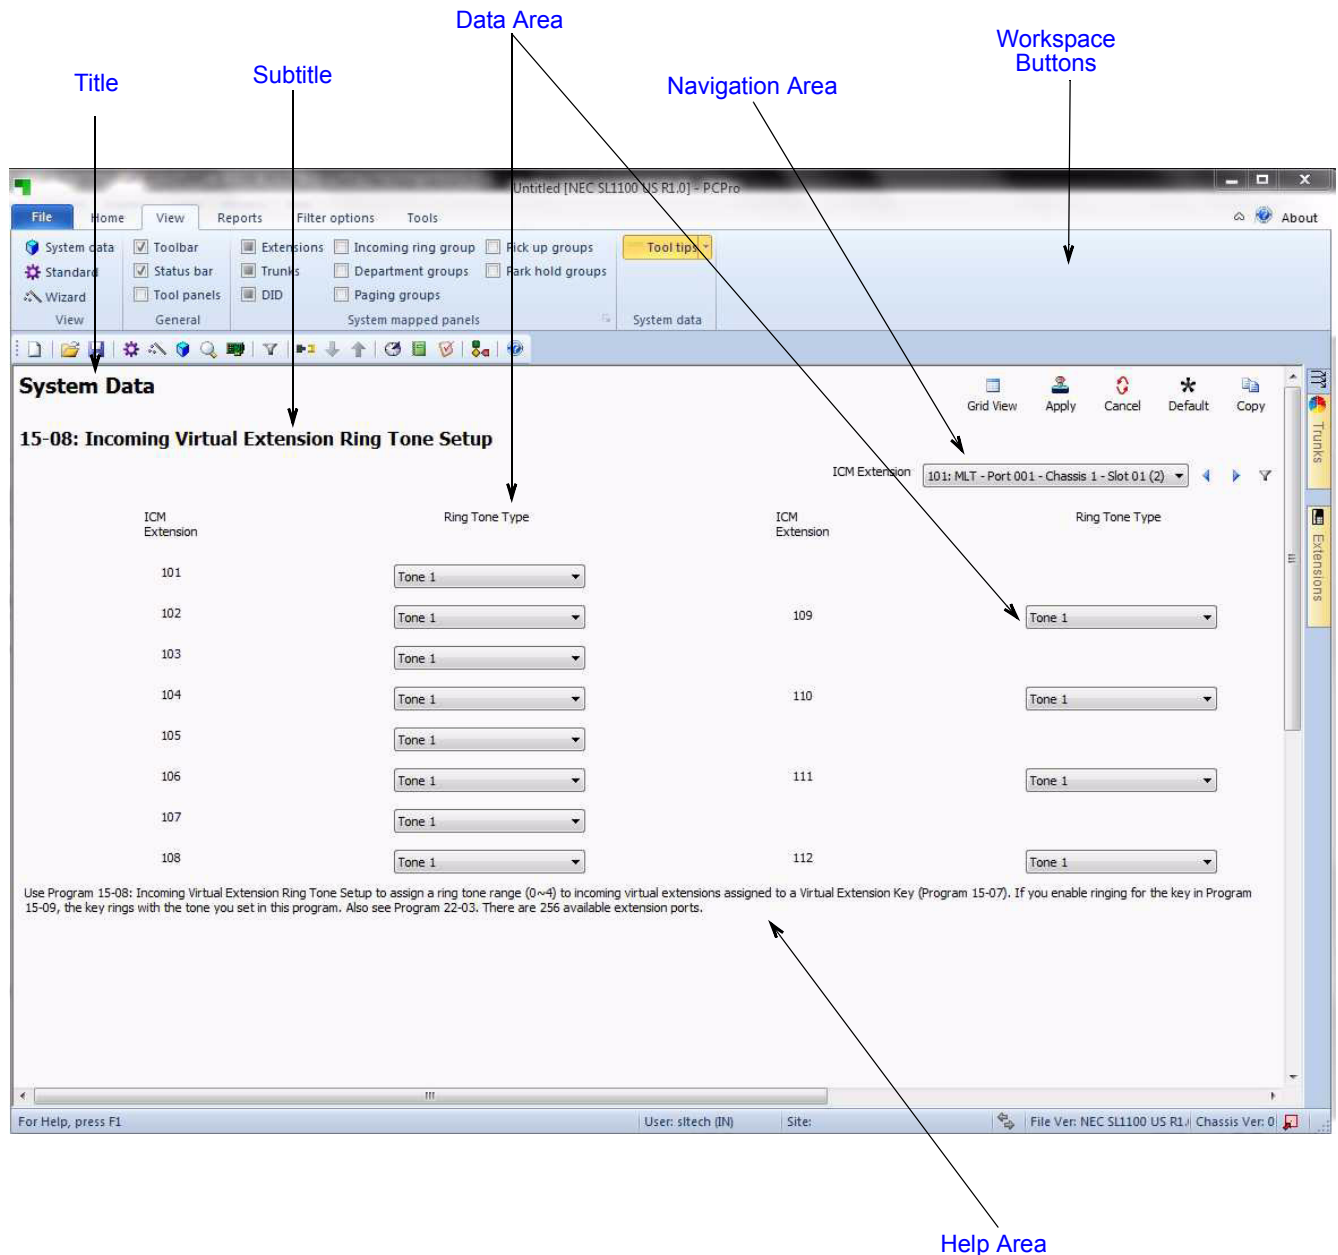 Data Area
Workspace
Buttons
Title
Subtitle
Navigation Area
Untitled [NEC SL1100 US R1.0] - PCPro
File Home View Reports Filter options Tools About
System data Toolbar Extensions Incoming ring group Pick up groups Tool tips
Standard Status bar Trunks Department groups Park hold groups
Wizard Tool panels DID Paging groups
View General System mapped panels System data
System Data
Grid View Apply Cancel Default Copy
15-08: Incoming Virtual Extension Ring Tone Setup
Trunks
ICM Extension 101: MLT - Port 001 - Chassis 1 - Slot 01 (2)
ICM Ring Tone Type ICM Ring Tone Type
Extension Extension
Extensions
101 Tone 1
102 Tone 1 109 Tone 1
103 Tone 1
104 Tone 1 110 Tone 1
105 Tone 1
106 Tone 1 111 Tone 1
107 Tone 1
108 Tone 1 112 Tone 1
Use Program 15-08: Incoming Virtual Extension Ring Tone Setup to assign a ring tone range (0~4) to incoming virtual extensions assigned to a Virtual Extension Key (Program 15-07). If you enable ringing for the key in Program
15-09, the key rings with the tone you set in this program. Also see Program 22-03. There are 256 available extension ports.
For Help, press F1 User: sltech (IN) Site: File Ver: NEC SL1100 US R1. Chassis Ver: 0
Help Area